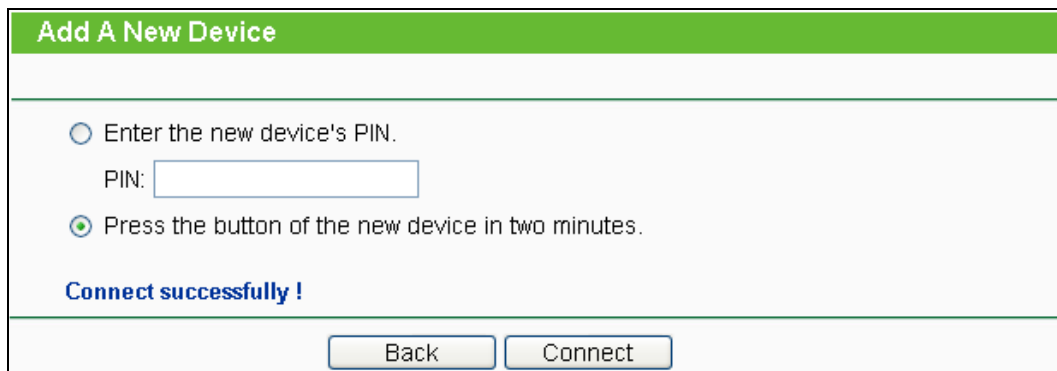 Add A New Device
Enter the new device's PIN.
PIN:
Press the button of the new device in two minutes.
Connect successfully !
Back Connect